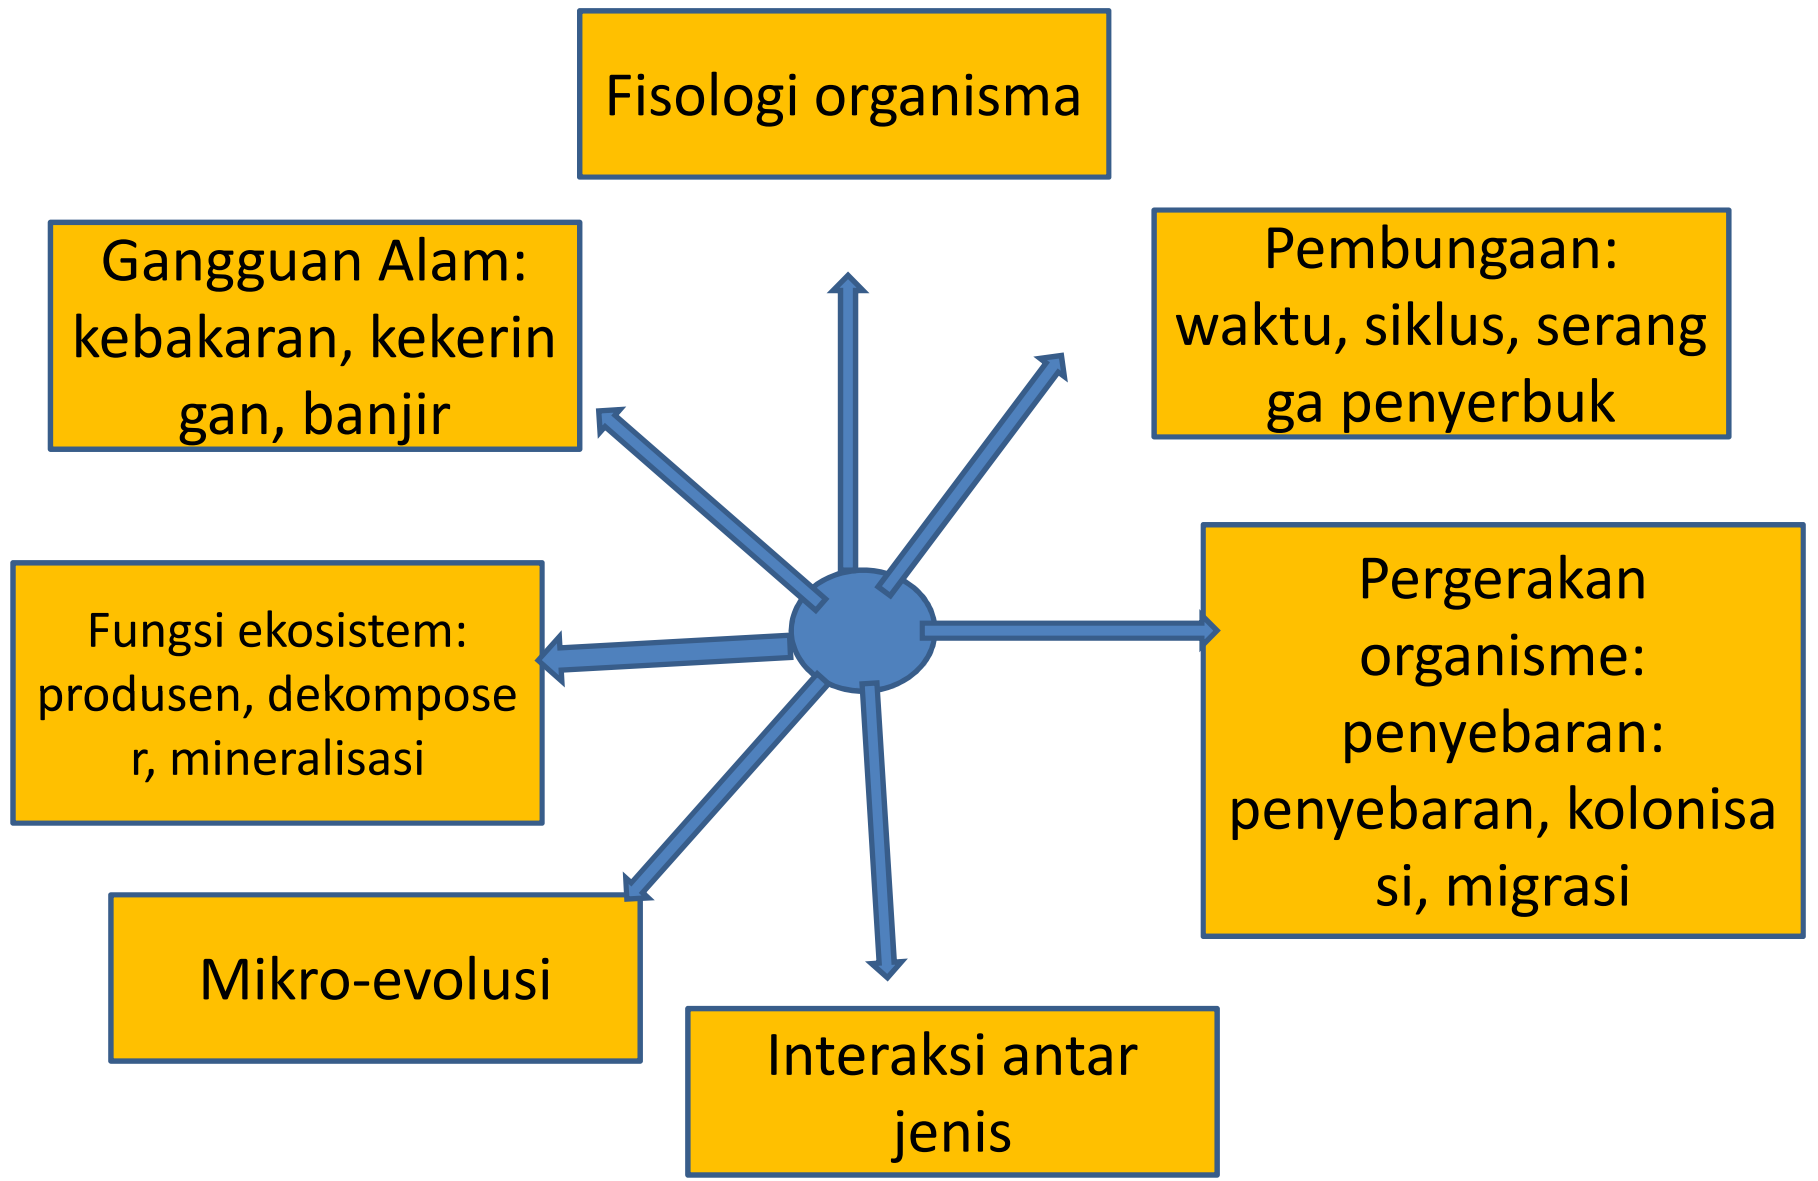 Fisologi organisma
Gangguan Alam:
kebakaran, kekerin
gan, banjir
Pembungaan:
waktu, siklus, serang
ga penyerbuk
Fungsi ekosistem:
produsen, dekompose
r, mineralisasi
Pergerakan
organisme:
penyebaran:
penyebaran, kolonisa
si, migrasi
Mikro-evolusi
Interaksi antar
jenis